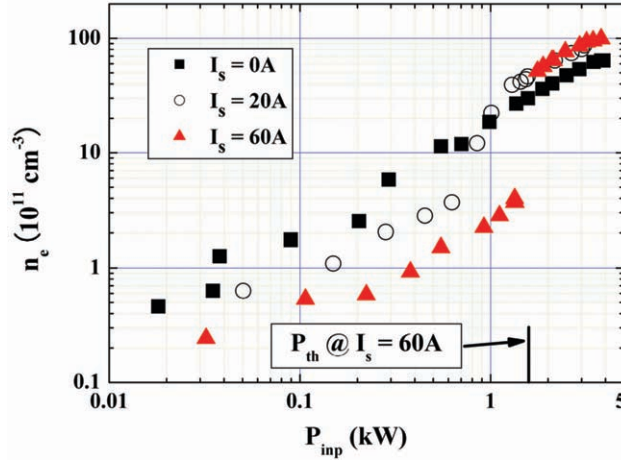 100
10
1
0.1
n_e (10^11 cm^-3)
I_s = 0A
I_s = 20A
I_s = 60A
P_th @ I_s = 60A
0.01 0.1 1 10
P_inp (kW)